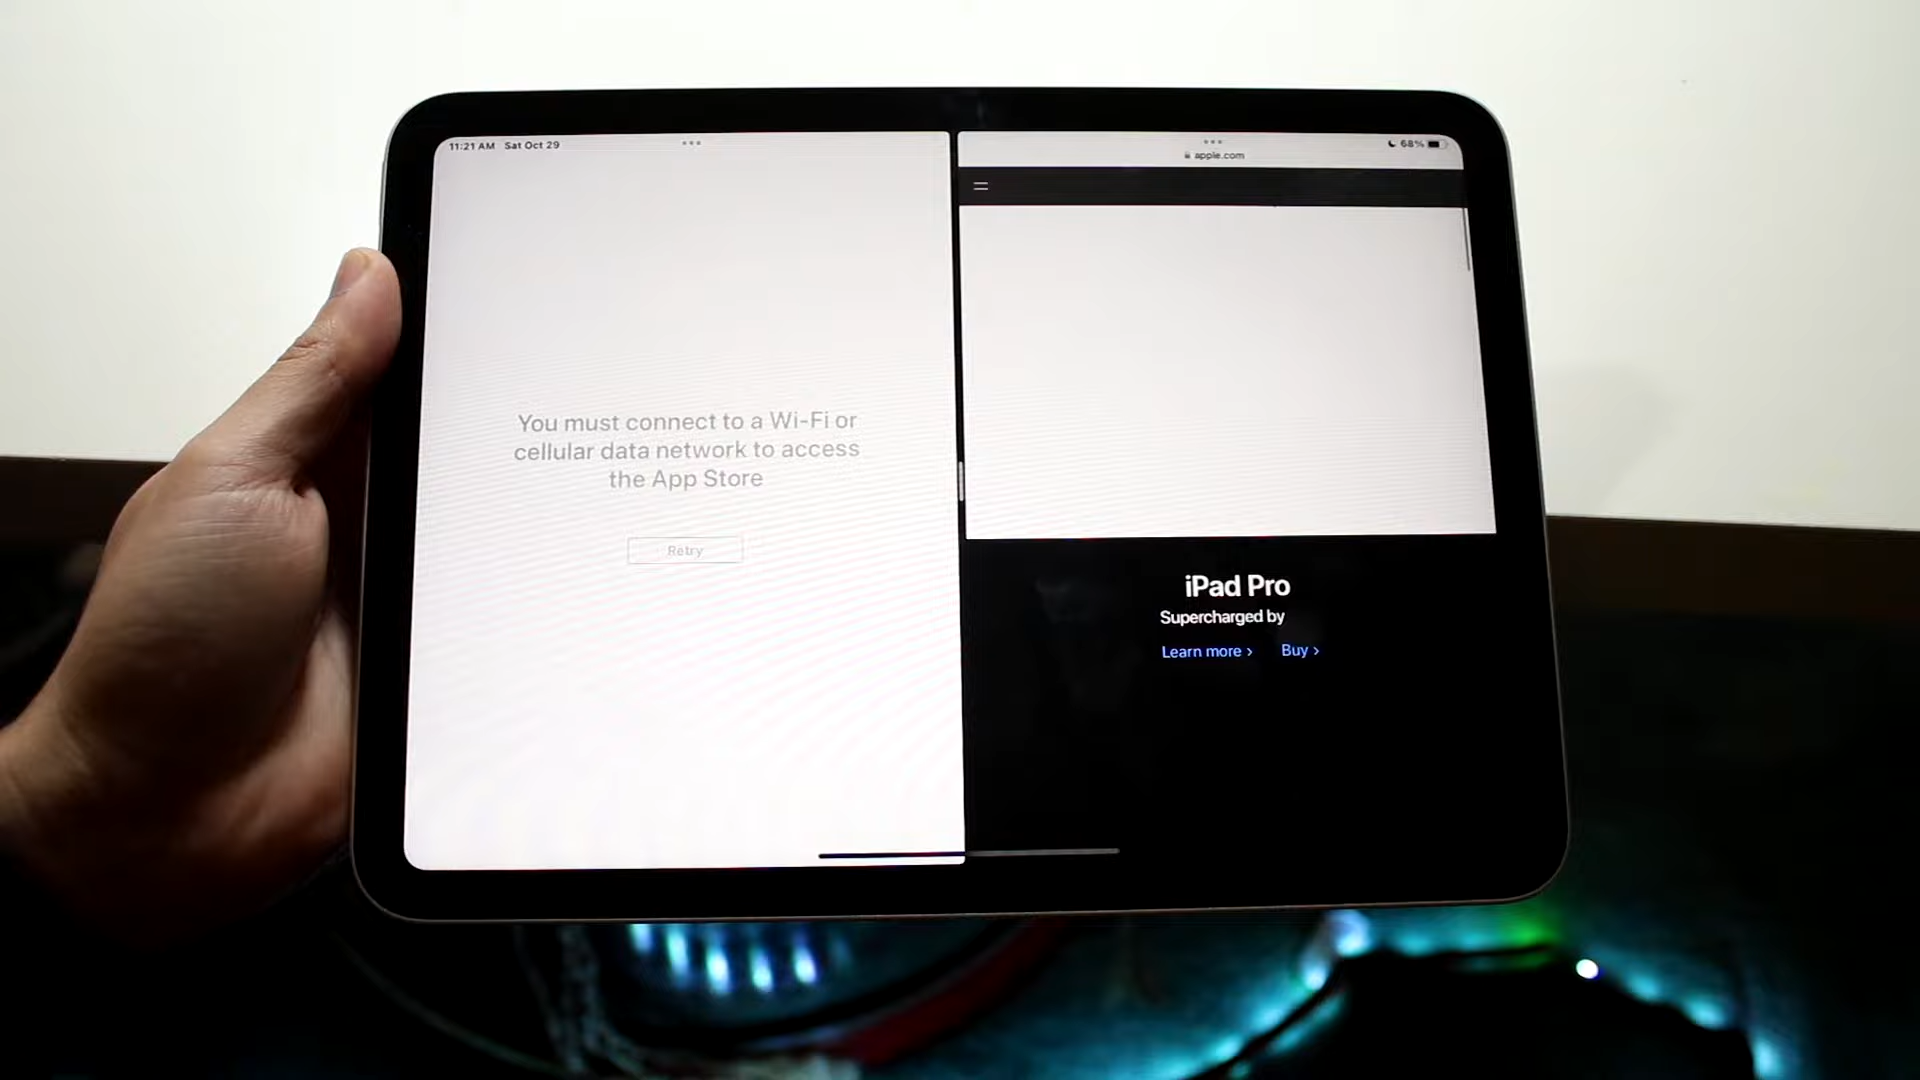 11:21 AM Sat Oct 29
You must connect to a Wi-Fi or
cellular data network to access
the App Store
Retry
68%
apple.com
iPad Pro
Supercharged by
Learn more > Buy >